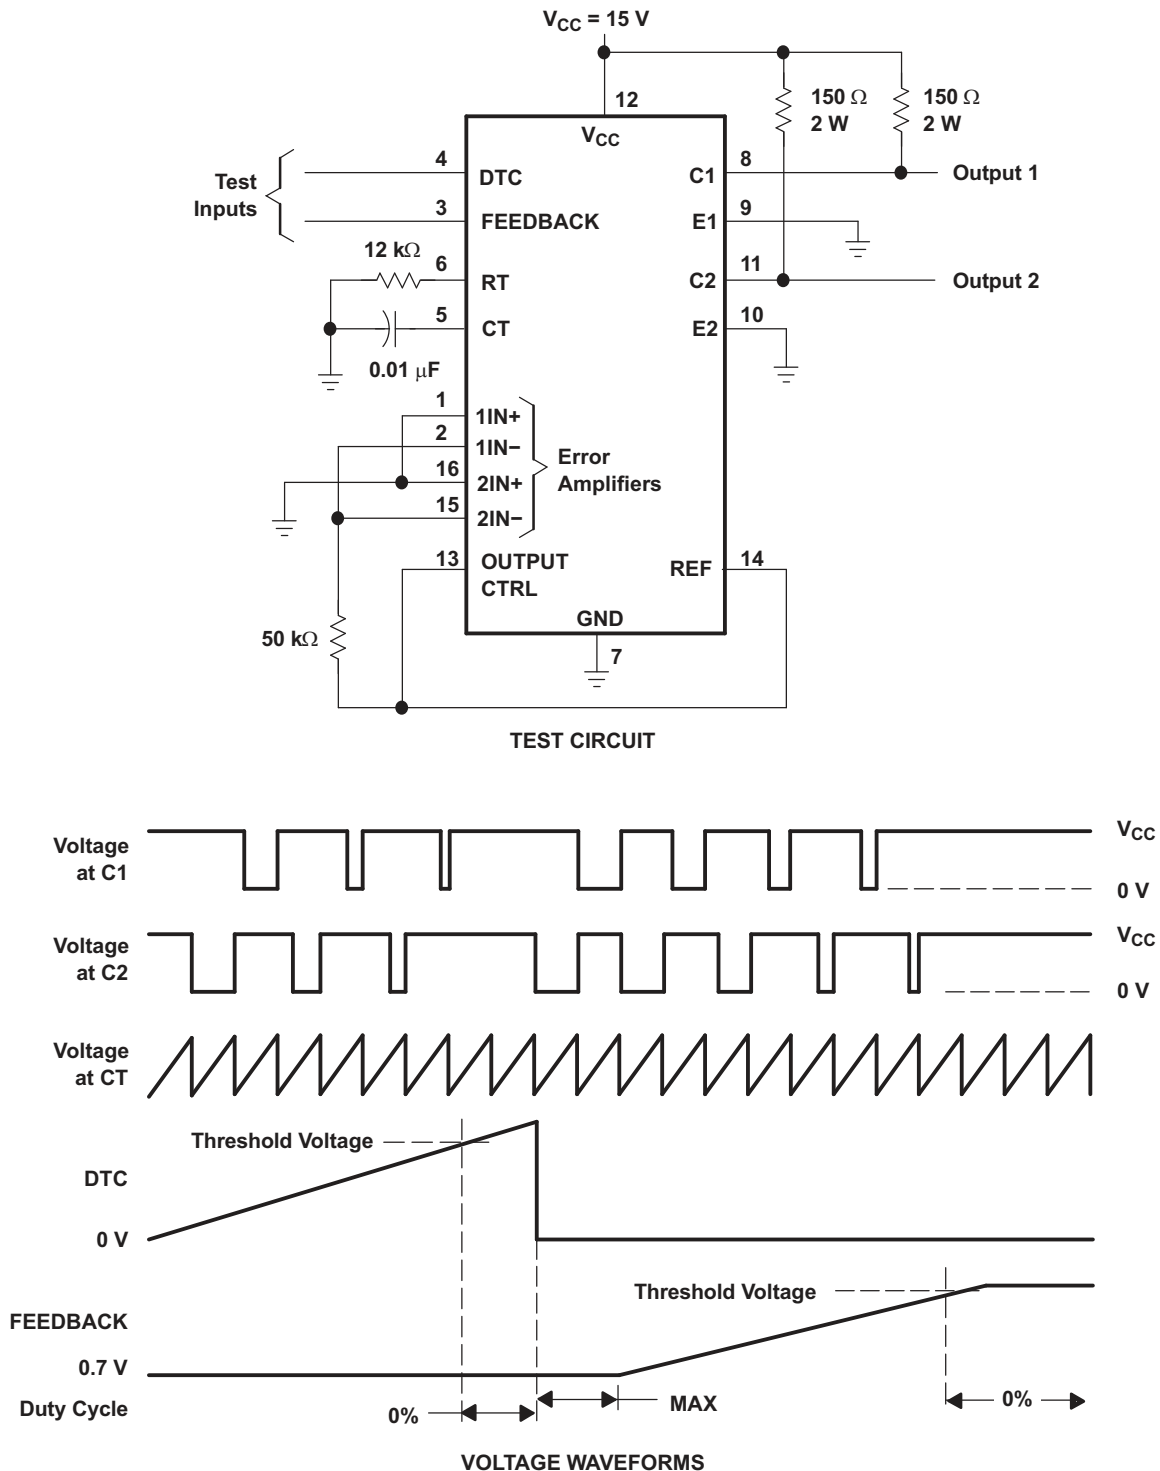 VCC = 15 V
12
VCC
150 Ω
2 W
150 Ω
2 W
Test
Inputs
4
DTC
3
FEEDBACK
12 kΩ
6
RT
5
CT
0.01 µF
C1
8
Output 1
E1
9
C2
11
Output 2
E2
10
1
1IN+
2
1IN−
16
2IN+
15
2IN−
Error
Amplifiers
13
OUTPUT
CTRL
REF
14
50 kΩ
GND
7
TEST CIRCUIT
Voltage
at C1
VCC
0 V
Voltage
at C2
VCC
0 V
Voltage
at CT
Threshold Voltage
DTC
0 V
Threshold Voltage
FEEDBACK
0.7 V
Duty Cycle
0%
MAX
0%
VOLTAGE WAVEFORMS